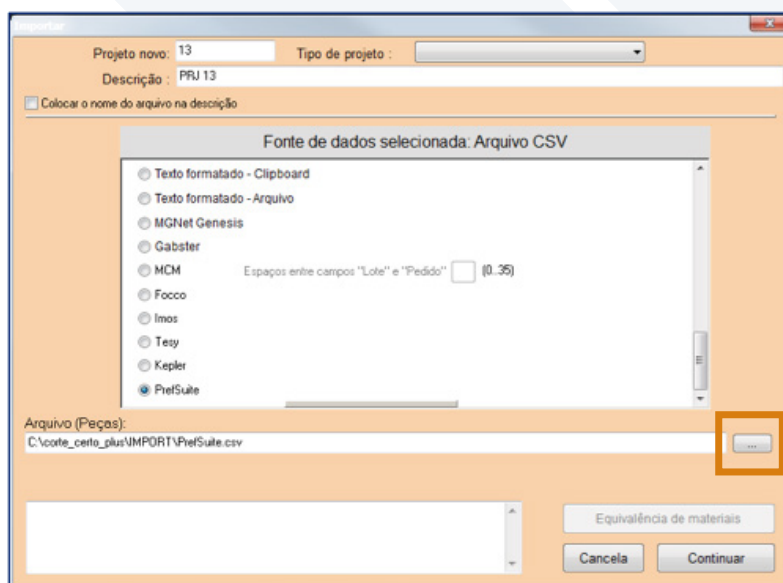 Importar
Projeto novo: 13 Tipo de projeto :
Descrição : PRJ 13
Colocar o nome do arquivo na descrição
Fonte de dados selecionada: Arquivo CSV
Texto formatado - Clipboard
Texto formatado - Arquivo
MGNet Genesis
Gabster
MCM Espaços entre campos "Lote" e "Pedido" (0..35)
Focco
Imos
Tesy
Kepler
PrefSuite
Arquivo (Peças):
C:\corte_certo_plus\IMPORT\PrefSuite.csv
...
Equivalência de materiais
Cancela Continuar